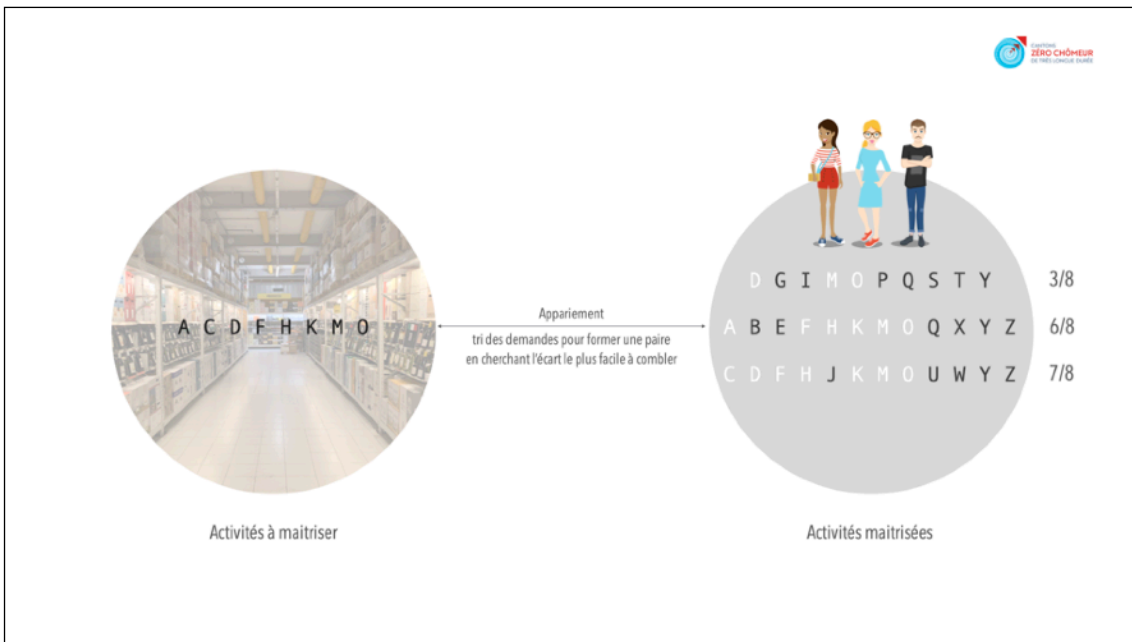 CANTONS
ZÉRO CHÔMEUR
DE TRÈS LONGUE DURÉE
D G I M O P Q S T Y 3/8
A C D F H K M O
Appariement
tri des demandes pour former une paire
en cherchant l'écart le plus facile à combler
A B E F H K M O Q X Y Z 6/8
C D F H J K M O U W Y Z 7/8
Activités à maitriser
Activités maitrisées